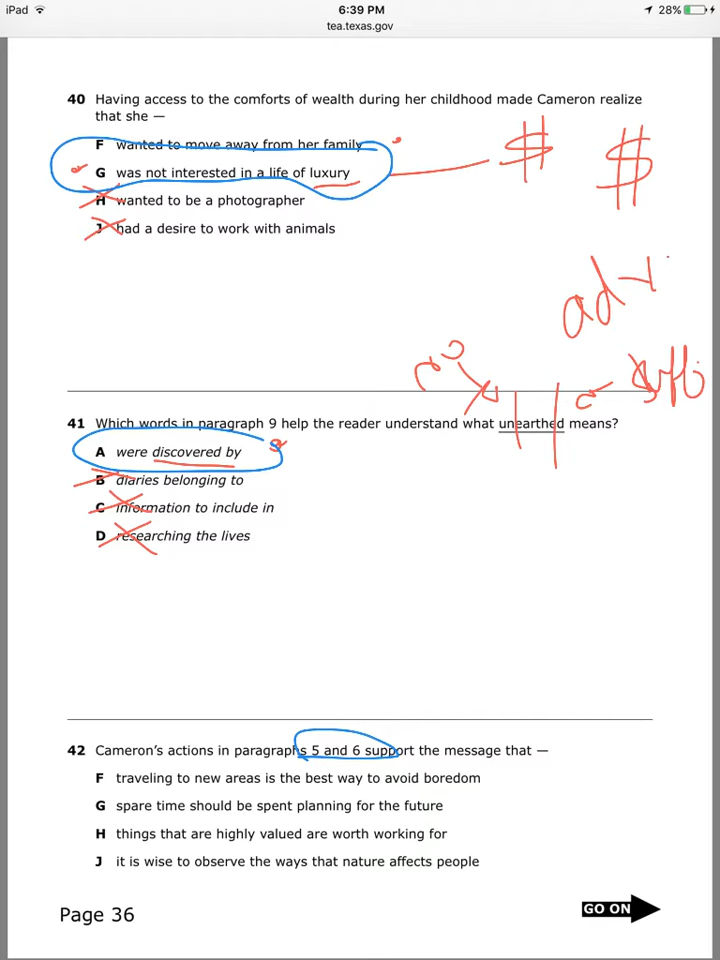 iPad 6:39 PM 28%
tea.texas.gov
40 Having access to the comforts of wealth during her childhood made Cameron realize
that she —
F wanted to move away from her family
G was not interested in a life of luxury
H wanted to be a photographer
J had a desire to work with animals
$ $
41 Which words in paragraph 9 help the reader understand what unearthed means?
A were discovered by
B diaries belonging to
C information to include in
D researching the lives
42 Cameron's actions in paragraphs 5 and 6 support the message that —
F traveling to new areas is the best way to avoid boredom
G spare time should be spent planning for the future
H things that are highly valued are worth working for
J it is wise to observe the ways that nature affects people
Page 36
GO ON